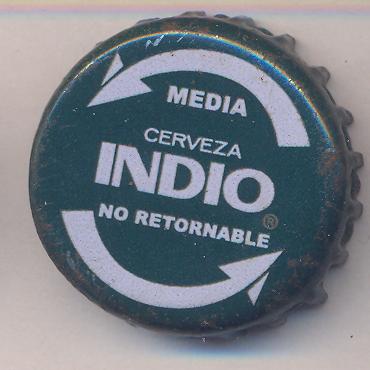 MEDIA
CERVEZA
INDIO®
NO RETORNABLE